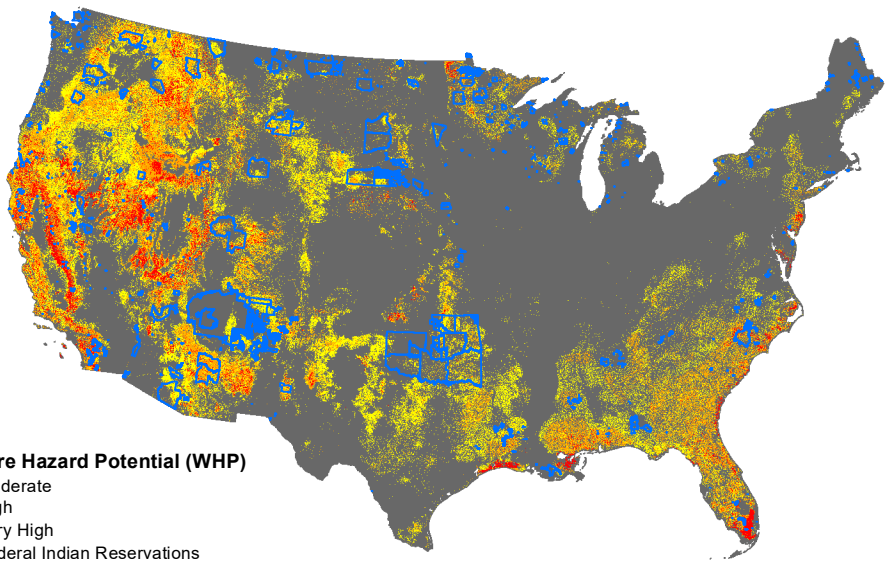 re Hazard Potential (WHP)
derate
gh
ry High
deral Indian Reservations